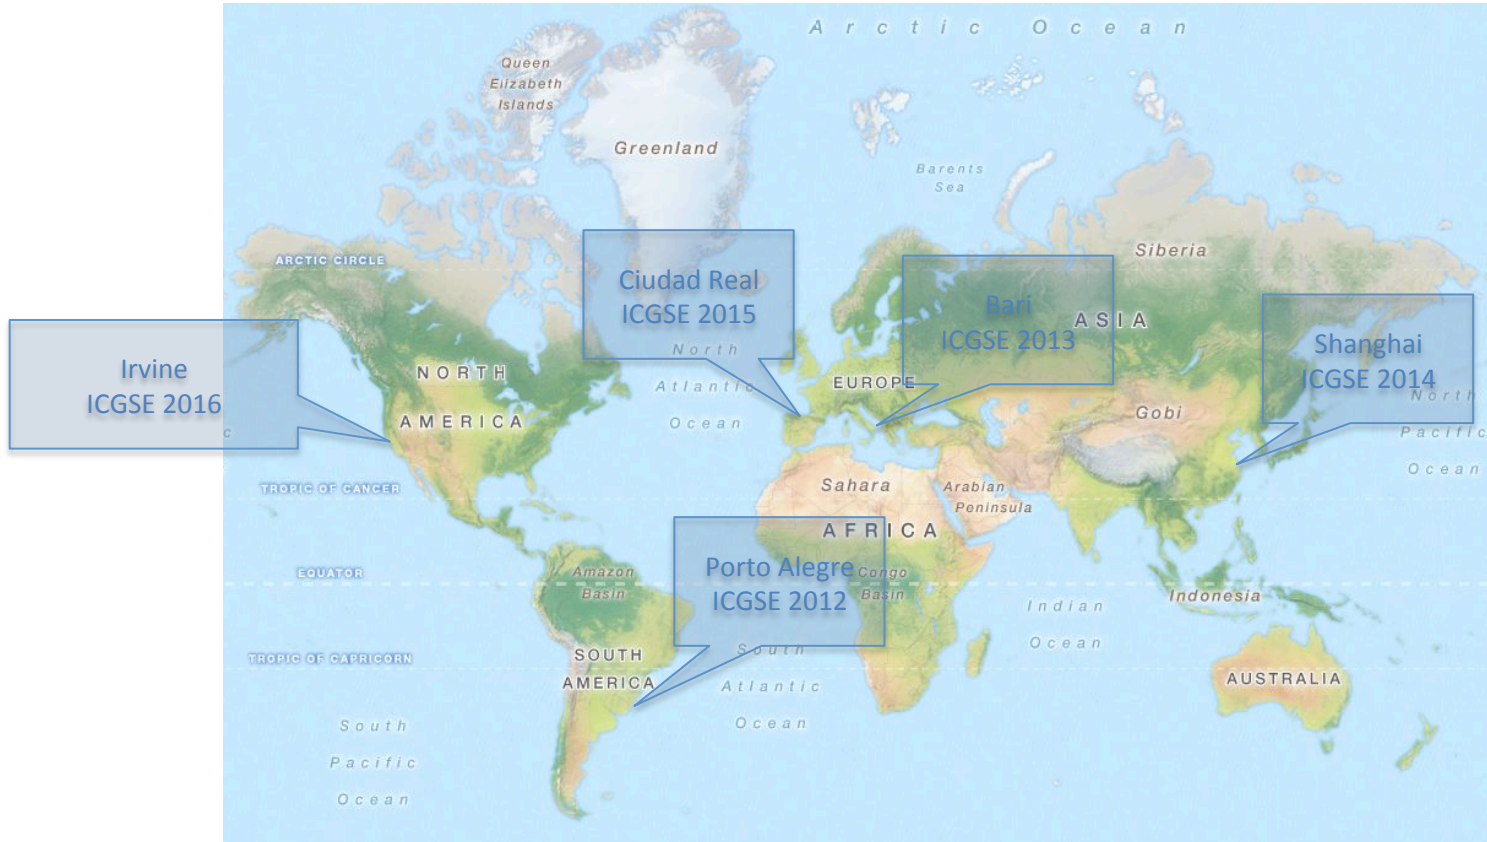 Arctic Ocean
Queen
Elizabeth
Islands
Greenland
Barents
Sea
Siberia
ARCTIC CIRCLE
Ciudad Real
ICGSE 2015
Bari
ICGSE 2013
ASIA
Shanghai
ICGSE 2014
Irvine
ICGSE 2016
North
Atlantic
Ocean
NORTH
AMERICA
EUROPE
Gobi
North
Pacific
Ocean
c
TROPIC OF CANCER
Sahara
Arabian
Peninsula
AFRICA
Porto Alegre
ICGSE 2012
Congo
Basin
EQUATOR
Amazon
Basin
Indian
Ocean
Indonesia
TROPIC OF CAPRICORN
SOUTH
AMERICA
South
Atlantic
Ocean
AUSTRALIA
South
Pacific
Ocean